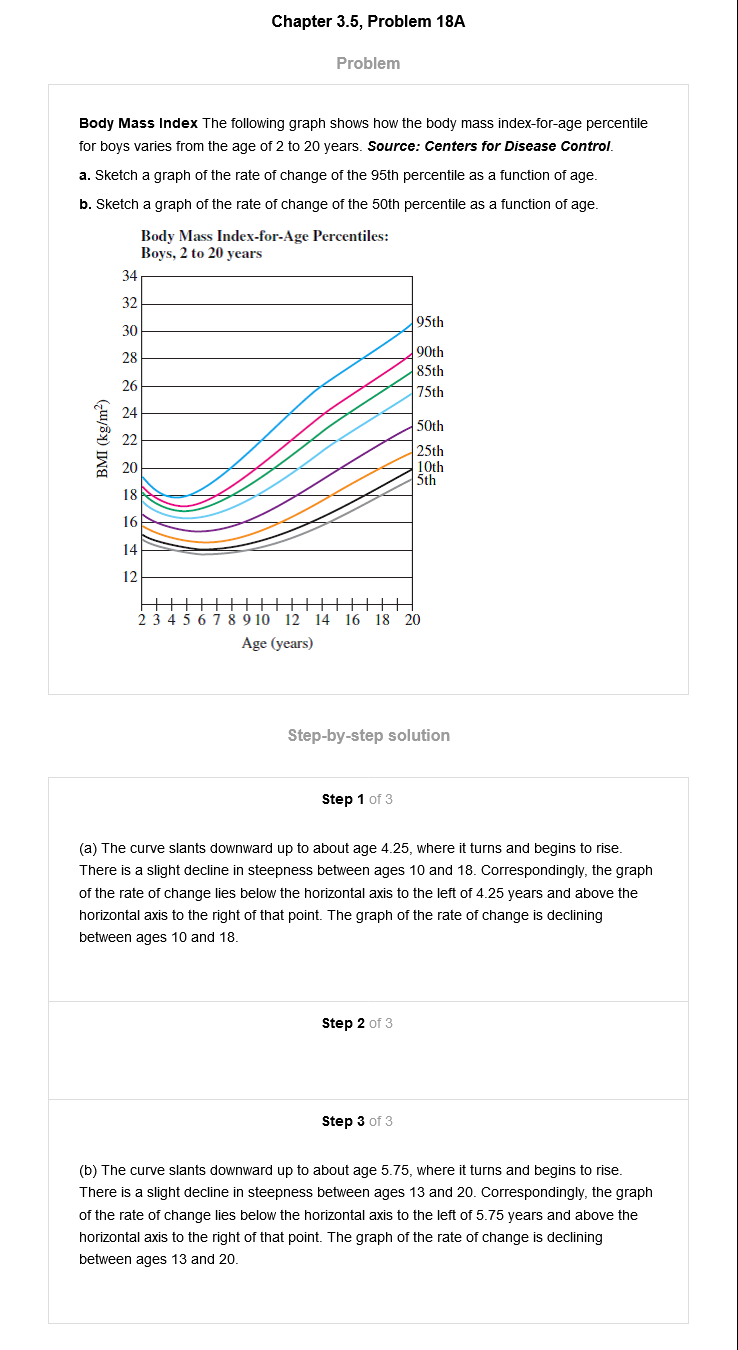 Chapter 3.5, Problem 18A
Problem
Body Mass Index The following graph shows how the body mass index-for-age percentile
for boys varies from the age of 2 to 20 years. Source: Centers for Disease Control.
a. Sketch a graph of the rate of change of the 95th percentile as a function of age.
b. Sketch a graph of the rate of change of the 50th percentile as a function of age.
Body Mass Index-for-Age Percentiles:
Boys, 2 to 20 years
34
32
30
28
26
24
22
20
18
16
14
12
BMI (kg/m²)
95th
90th
85th
75th
50th
25th
10th
5th
2 3 4 5 6 7 8 9 10 12 14 16 18 20
Age (years)
Step-by-step solution
Step 1 of 3
(a) The curve slants downward up to about age 4.25, where it turns and begins to rise.
There is a slight decline in steepness between ages 10 and 18. Correspondingly, the graph
of the rate of change lies below the horizontal axis to the left of 4.25 years and above the
horizontal axis to the right of that point. The graph of the rate of change is declining
between ages 10 and 18.
Step 2 of 3
Step 3 of 3
(b) The curve slants downward up to about age 5.75, where it turns and begins to rise.
There is a slight decline in steepness between ages 13 and 20. Correspondingly, the graph
of the rate of change lies below the horizontal axis to the left of 5.75 years and above the
horizontal axis to the right of that point. The graph of the rate of change is declining
between ages 13 and 20.